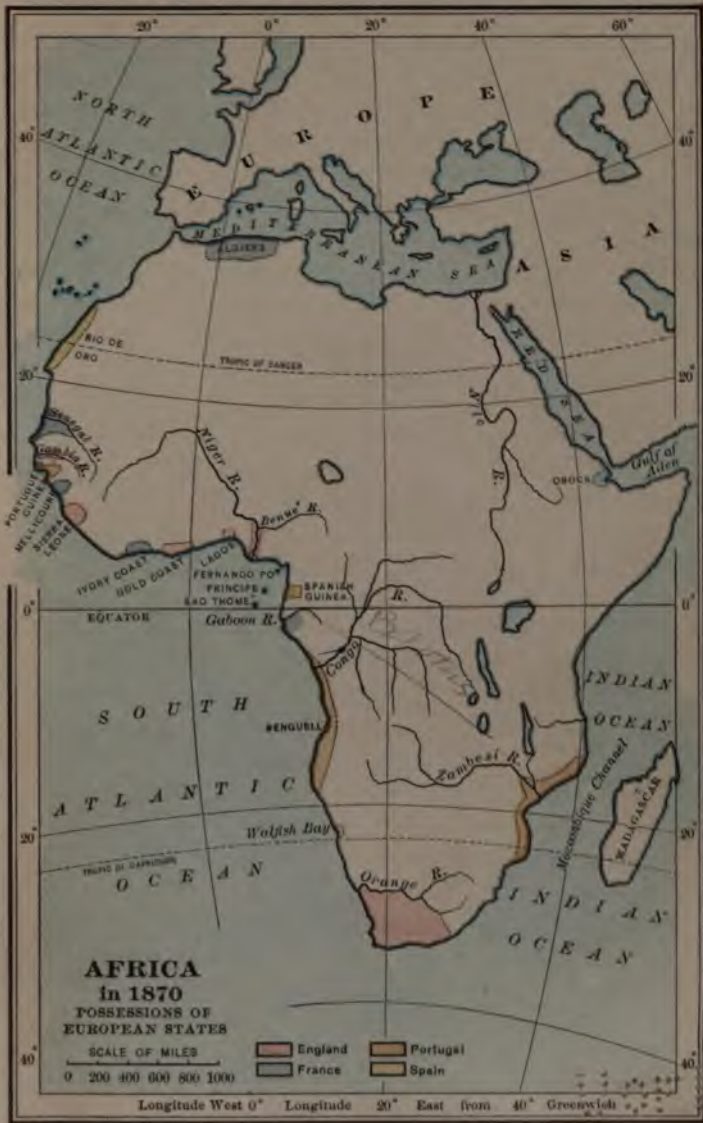 20° 0° 20° 40° 60°
NORTH
ATLANTIC
OCEAN
EUROPE
40° 40°
MEDITERRANEAN SEA
ASIA
ALGIERS
RIO DE
ORO
TROPIC OF CANCER
RED SEA
20° 20°
Nile
R.
Senegal R.
Gambia R.
Niger R.
Gulf of
Aden
OBOCK
PORTUGUESE
GUINEA
MELLICOURI
SIERRA
LEONE
Benue R.
IVORY COAST
GOLD COAST
LAGOS
FERNANDO PO
PRINCIPE
SAO THOME
SPANISH
GUINEA
0° 0°
EQUATOR
Gaboon R.
Congo
R.
INDIAN
OCEAN
SOUTH
ATLANTIC
OCEAN
Zambesi R.
Mozambique Channel
MADAGASCAR
20° 20°
Walfish Bay
TROPIC OF CAPRICORN
Orange R.
INDIAN
OCEAN
AFRICA
in 1870
POSSESSIONS OF
EUROPEAN STATES
SCALE OF MILES
0 200 400 600 800 1000
England Portugal
France Spain
40° 40°
Longitude West 0° Longitude 20° East from 40° Greenwich